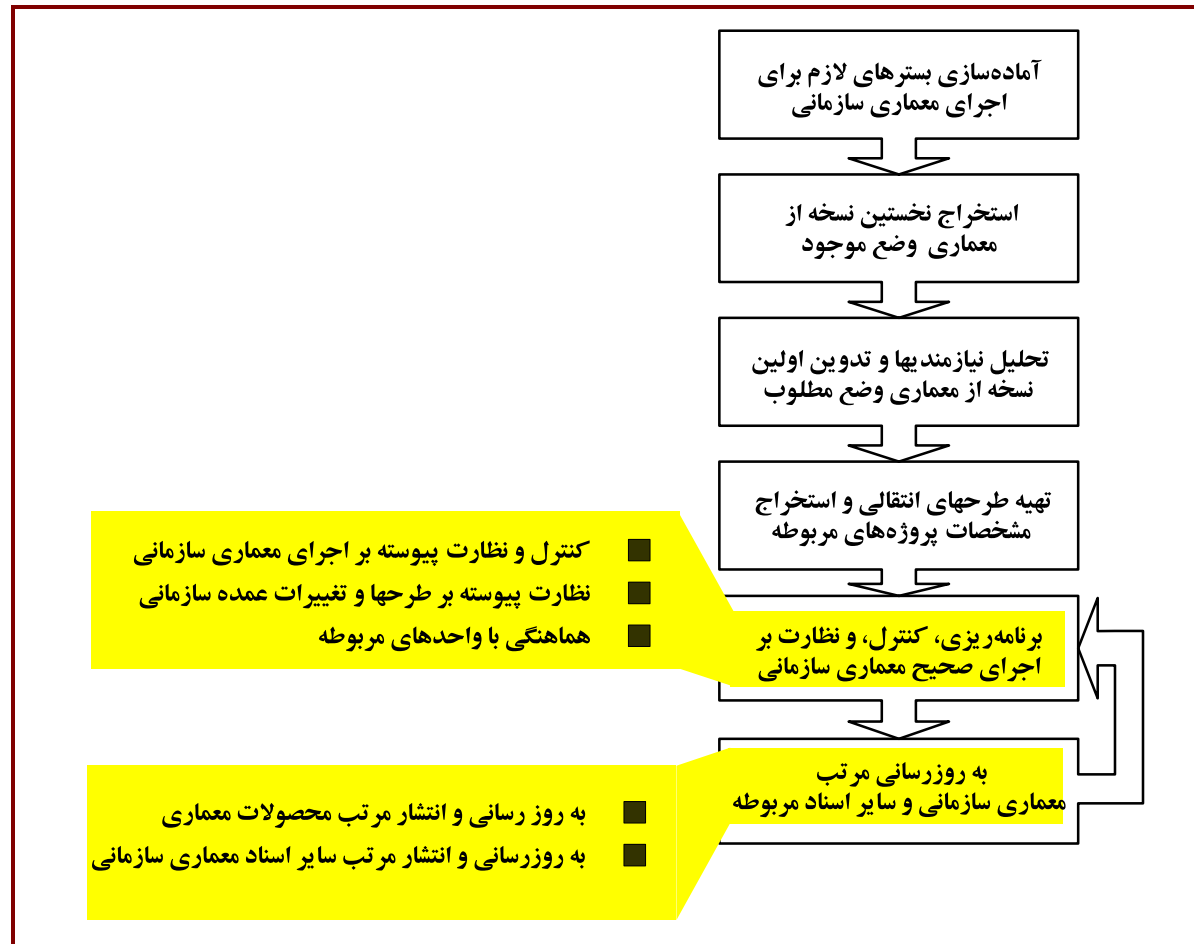 آماده‌سازی بسترهای لازم برای
اجرای معماری سازمانی
استخراج نخستین نسخه از
معماری وضع موجود
تحلیل نیازمندیها و تدوین اولین
نسخه از معماری وضع مطلوب
تهیه طرحهای انتقالی و استخراج
مشخصات پروژه‌های مربوطه
برنامه‌ریزی، کنترل، و نظارت بر
اجرای صحیح معماری سازمانی
کنترل و نظارت پیوسته بر اجرای معماری سازمانی
نظارت پیوسته بر طرحها و تغییرات عمده سازمانی
هماهنگی با واحدهای مربوطه
به روزرسانی مرتب
معماری سازمانی و سایر اسناد مربوطه
به روز رسانی و انتشار مرتب محصولات معماری
به روزرسانی و انتشار مرتب سایر اسناد معماری سازمانی